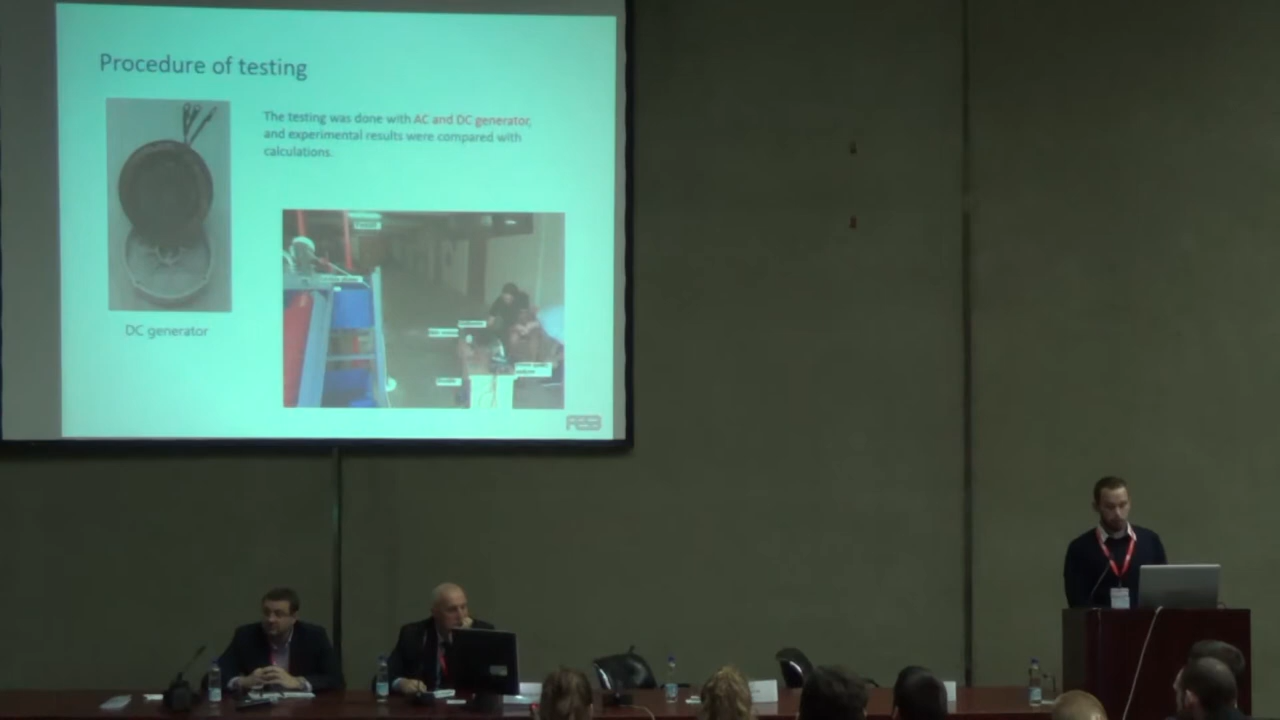 Procedure of testing
The testing was done with AC and DC generator,
and experimental results were compared with
calculations.
DC generator